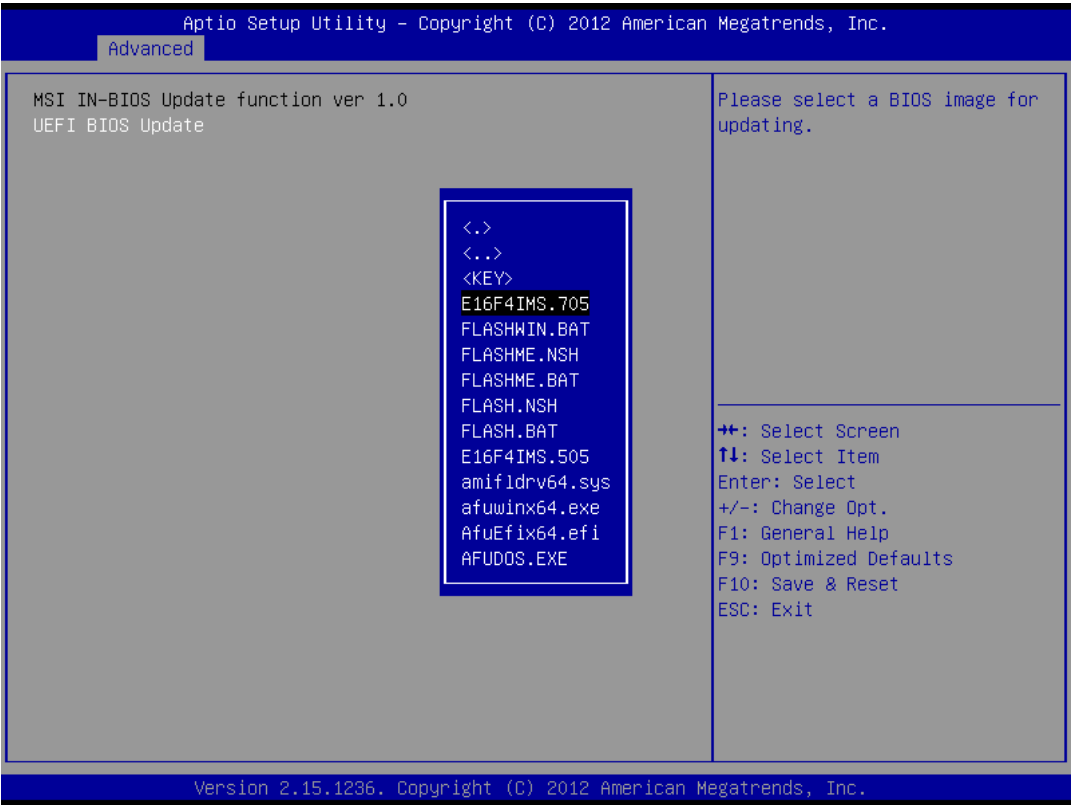 Aptio Setup Utility – Copyright (C) 2012 American Megatrends, Inc.
Advanced
MSI IN-BIOS Update function ver 1.0
UEFI BIOS Update
<.>
<..>
<KEY>
E16F4IMS.705
FLASHWIN.BAT
FLASHME.NSH
FLASHME.BAT
FLASH.NSH
FLASH.BAT
E16F4IMS.505
amifldrv64.sys
afuwinx64.exe
AfuEfix64.efi
AFUDOS.EXE
Please select a BIOS image for
updating.
→←: Select Screen
↑↓: Select Item
Enter: Select
+/-: Change Opt.
F1: General Help
F9: Optimized Defaults
F10: Save & Reset
ESC: Exit
Version 2.15.1236. Copyright (C) 2012 American Megatrends, Inc.